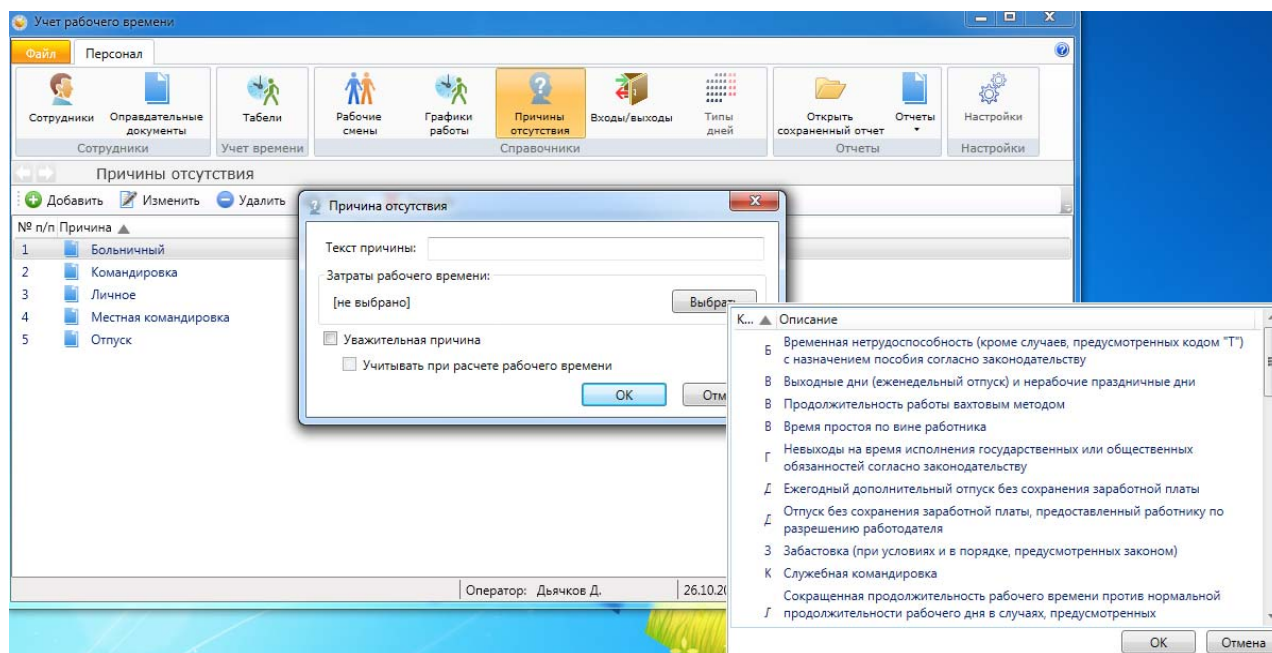 Учет рабочего времени
Файл Персонал
Сотрудники Оправдательные документы Табели Рабочие смены Графики работы Причины отсутствия Входы/выходы Типы дней Открыть сохраненный отчет Отчеты Настройки
Сотрудники Учет времени Справочники Отчеты Настройки
Причины отсутствия
Добавить Изменить Удалить
№ п/п Причина
1 Больничный
2 Командировка
3 Личное
4 Местная командировка
5 Отпуск
Причина отсутствия
Текст причины:
Затраты рабочего времени:
[не выбрано] Выбрать
Уважительная причина
Учитывать при расчете рабочего времени
OK Отм
К... Описание
Б Временная нетрудоспособность (кроме случаев, предусмотренных кодом "Т")
с назначением пособия согласно законодательству
В Выходные дни (еженедельный отпуск) и нерабочие праздничные дни
В Продолжительность работы вахтовым методом
В Время простоя по вине работника
Г Невыходы на время исполнения государственных или общественных
обязанностей согласно законодательству
Д Ежегодный дополнительный отпуск без сохранения заработной платы
Д Отпуск без сохранения заработной платы, предоставленный работнику по
разрешению работодателя
З Забастовка (при условиях и в порядке, предусмотренных законом)
К Служебная командировка
Сокращенная продолжительность рабочего времени против нормальной
Л продолжительности рабочего дня в случаях, предусмотренных
OK Отмена
Оператор: Дьячков Д. 26.10.20